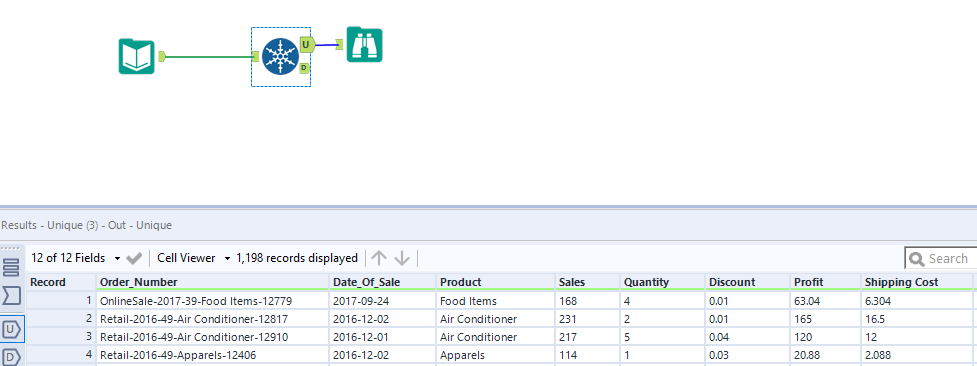 U
D
Results - Unique (3) - Out - Unique
12 of 12 Fields Cell Viewer 1,198 records displayed Search
Record Order_Number Date_Of_Sale Product Sales Quantity Discount Profit Shipping Cost
1 OnlineSale-2017-39-Food Items-12779 2017-09-24 Food Items 168 4 0.01 63.04 6.304
2 Retail-2016-49-Air Conditioner-12817 2016-12-02 Air Conditioner 231 2 0.01 165 16.5
U 3 Retail-2016-49-Air Conditioner-12910 2016-12-01 Air Conditioner 217 5 0.04 120 12
D 4 Retail-2016-49-Apparels-12406 2016-12-02 Apparels 114 1 0.03 20.88 2.088